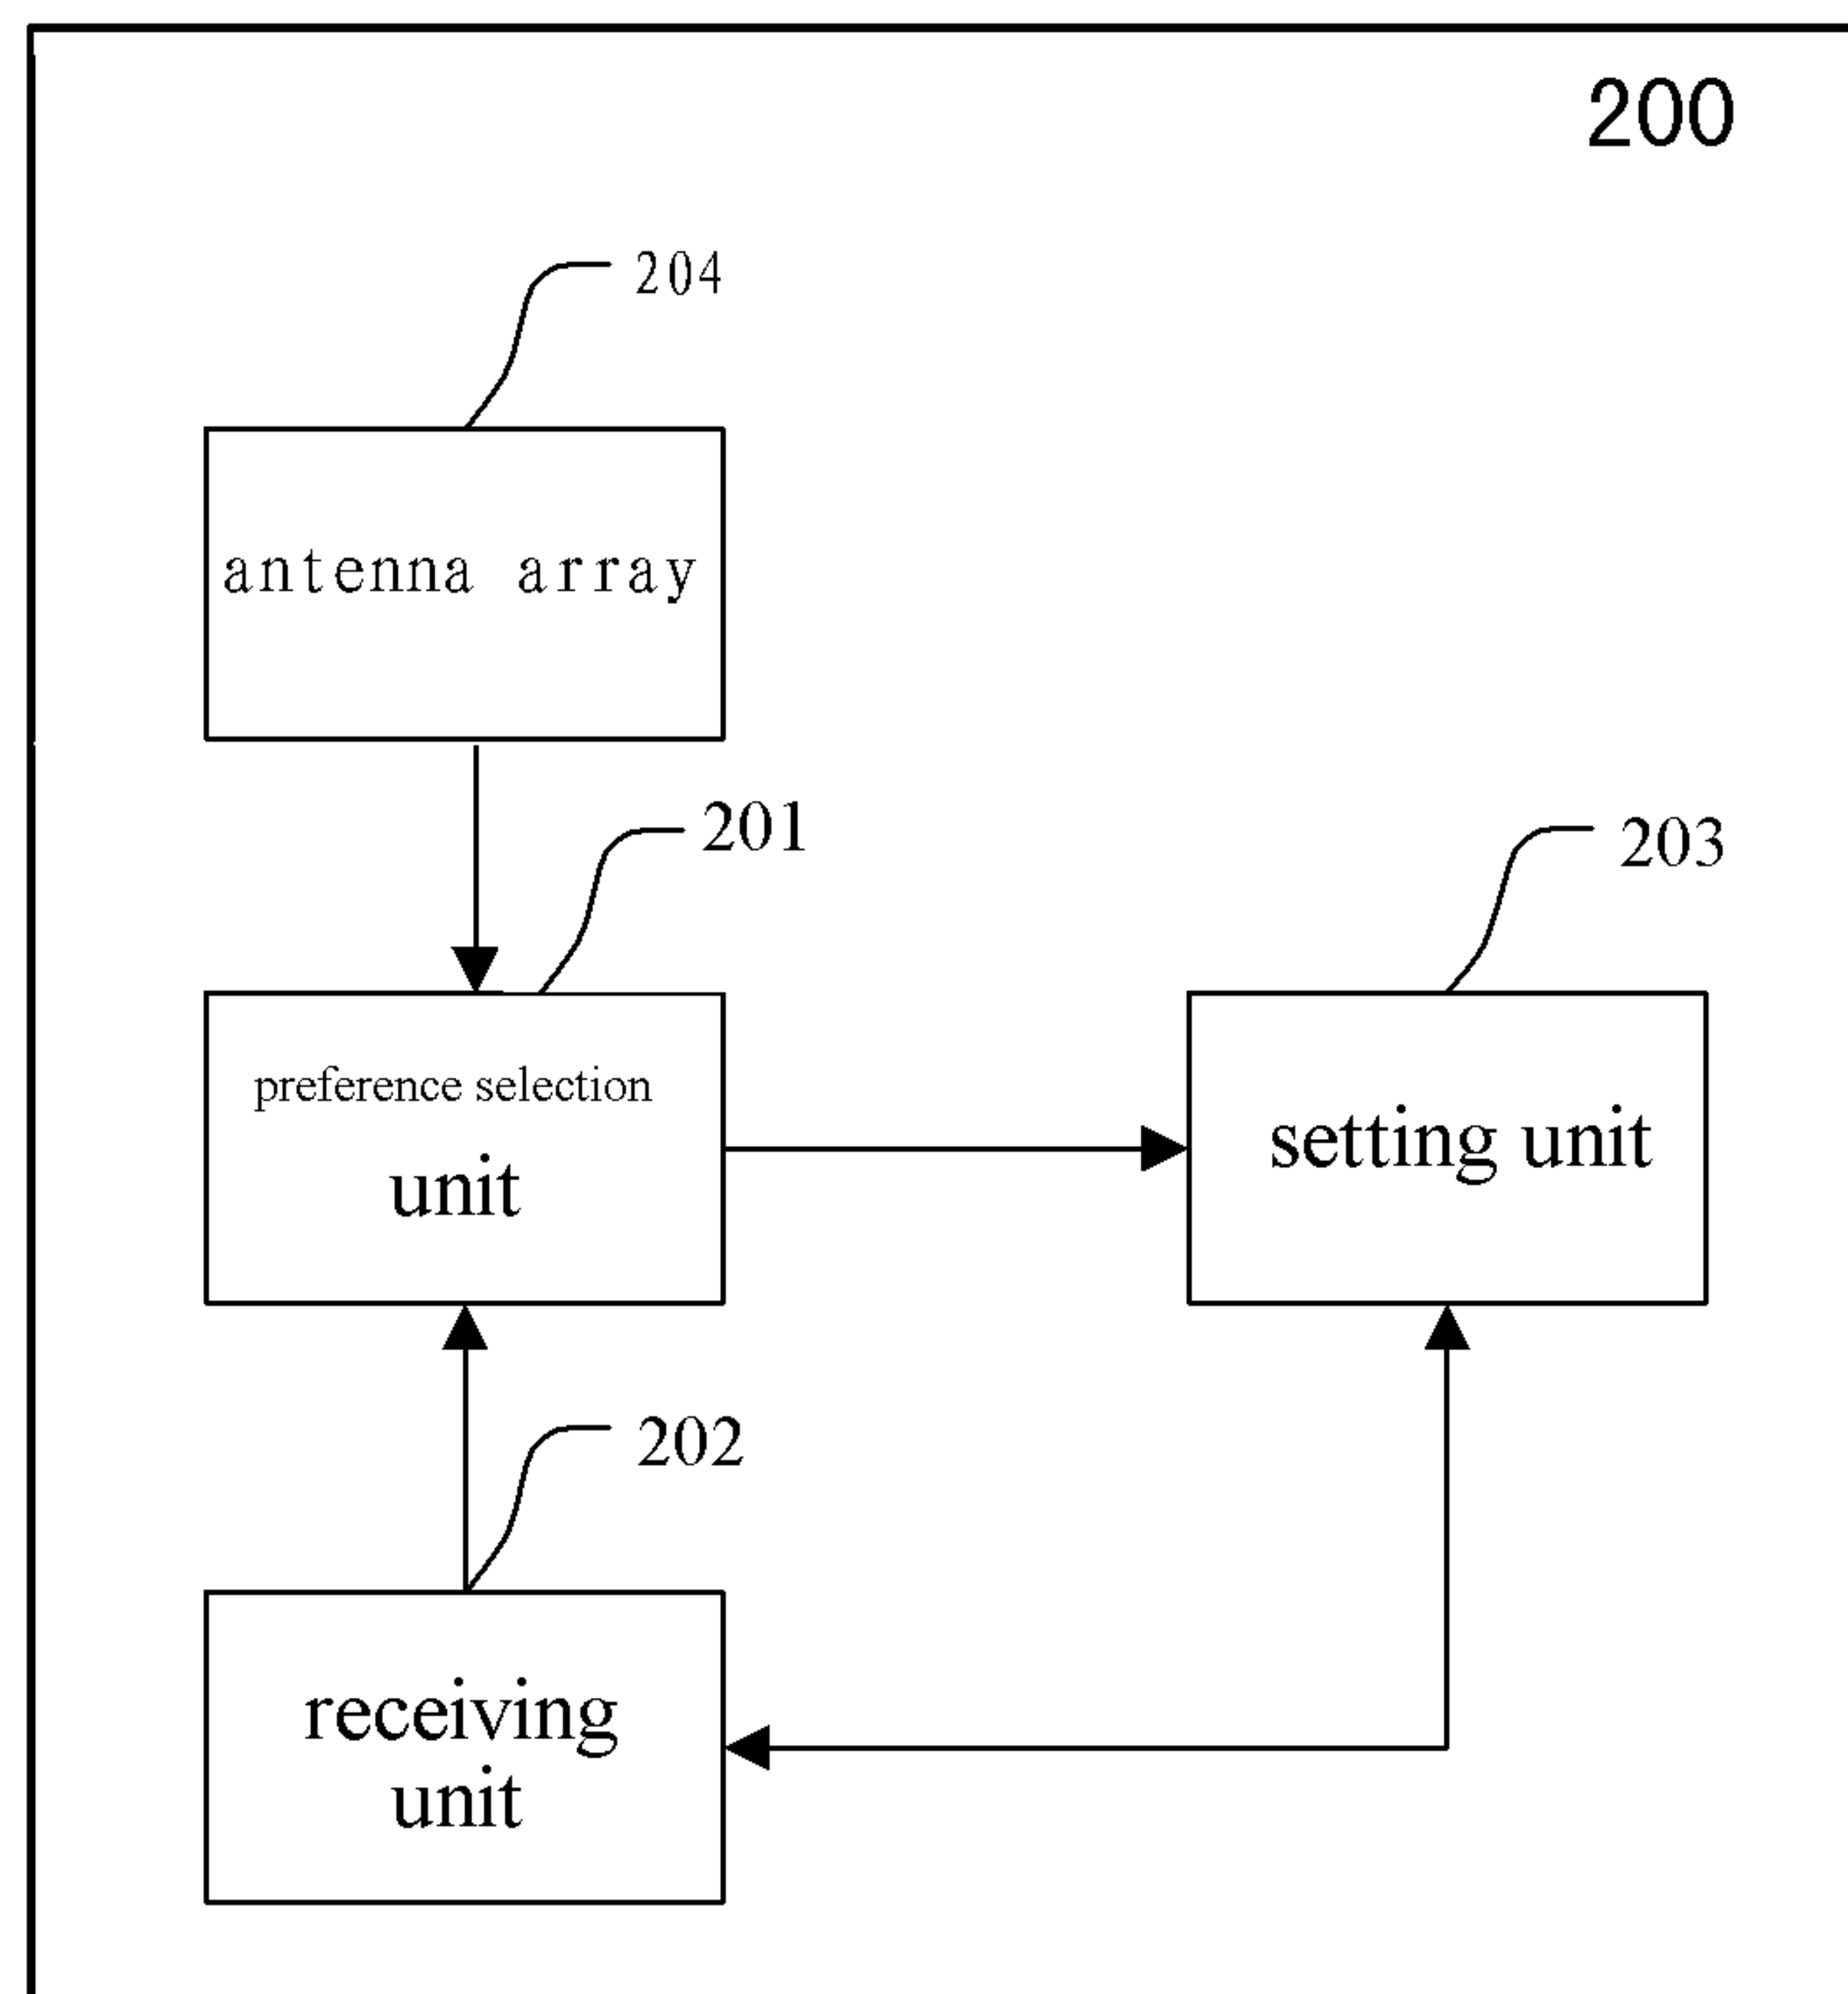 200
204
antenna array
201
203
preference selection
unit
setting unit
202
receiving
unit